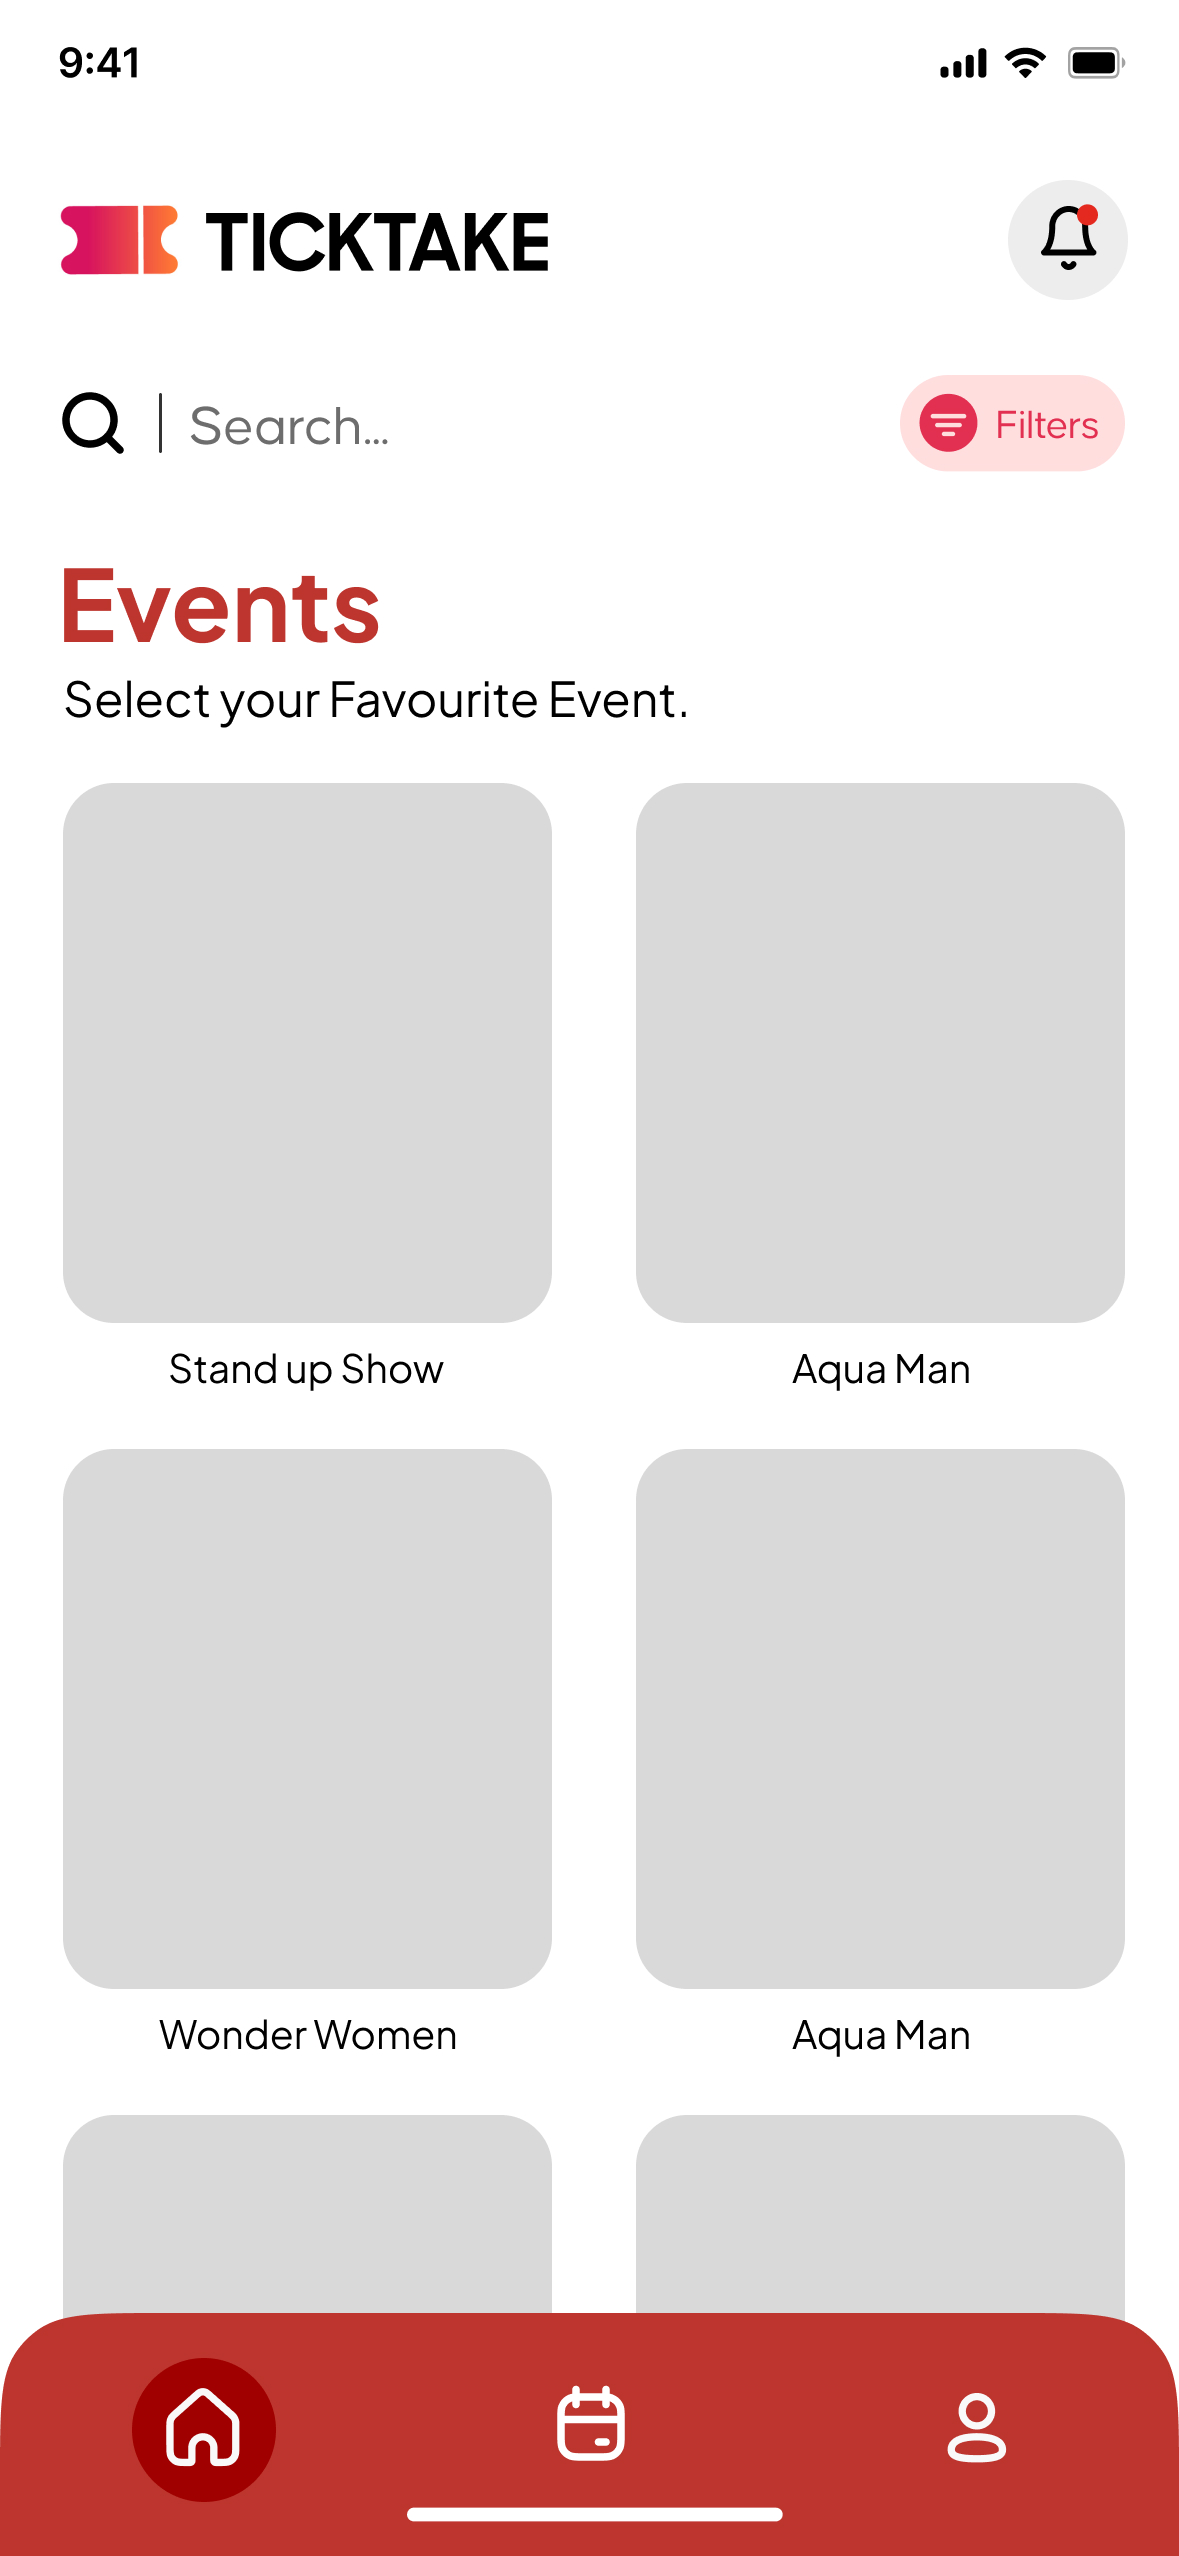 9:41
TICKTAKE
Search...
Filters
Events
Select your Favourite Event.
Stand up Show
Aqua Man
Wonder Women
Aqua Man